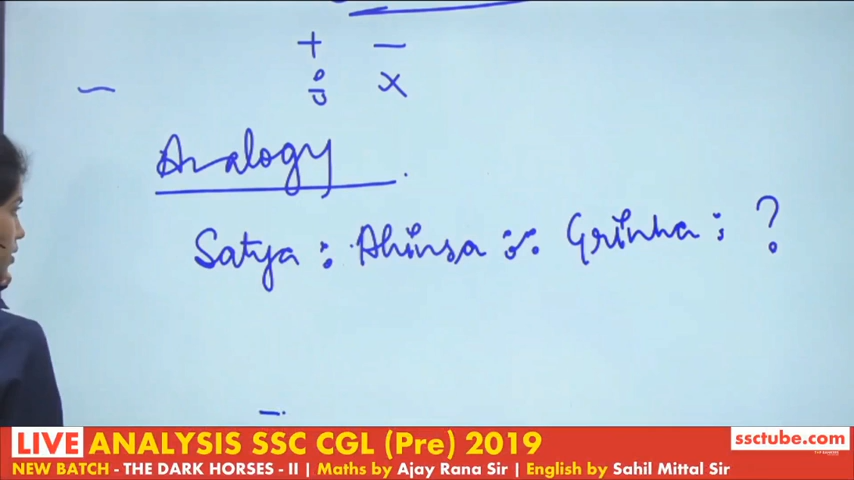 + −
÷ ×
−
Analogy
Satya : Ahinsa :: Grinha : ?
LIVE ANALYSIS SSC CGL (Pre) 2019
ssctube.com
NEW BATCH - THE DARK HORSES - II | Maths by Ajay Rana Sir | English by Sahil Mittal Sir